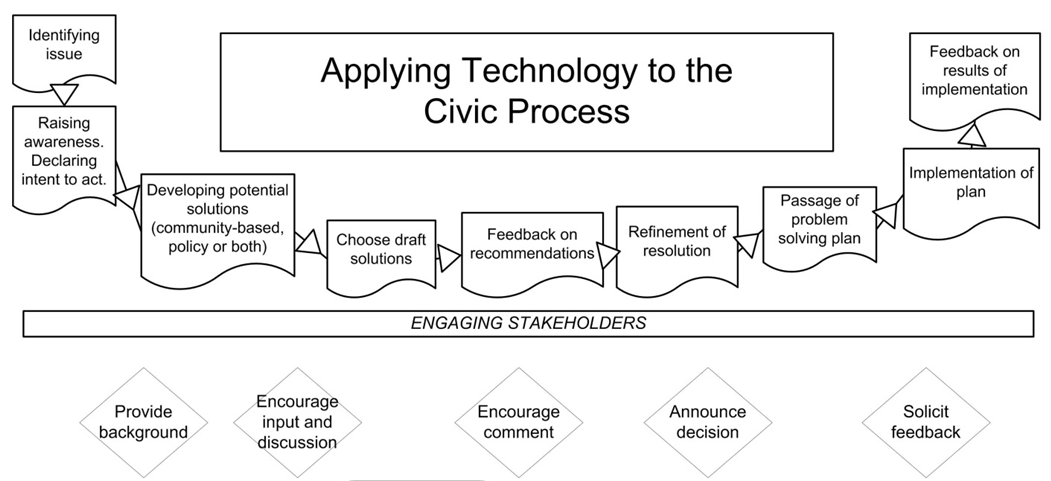 Identifying
issue
Applying Technology to the
Civic Process
Feedback on
results of
implementation
Raising
awareness.
Declaring
intent to act.
Developing potential
solutions
(community-based,
policy or both)
Choose draft
solutions
Feedback on
recommendations
Refinement of
resolution
Passage of
problem
solving plan
Implementation of
plan
ENGAGING STAKEHOLDERS
Provide
background
Encourage
input and
discussion
Encourage
comment
Announce
decision
Solicit
feedback